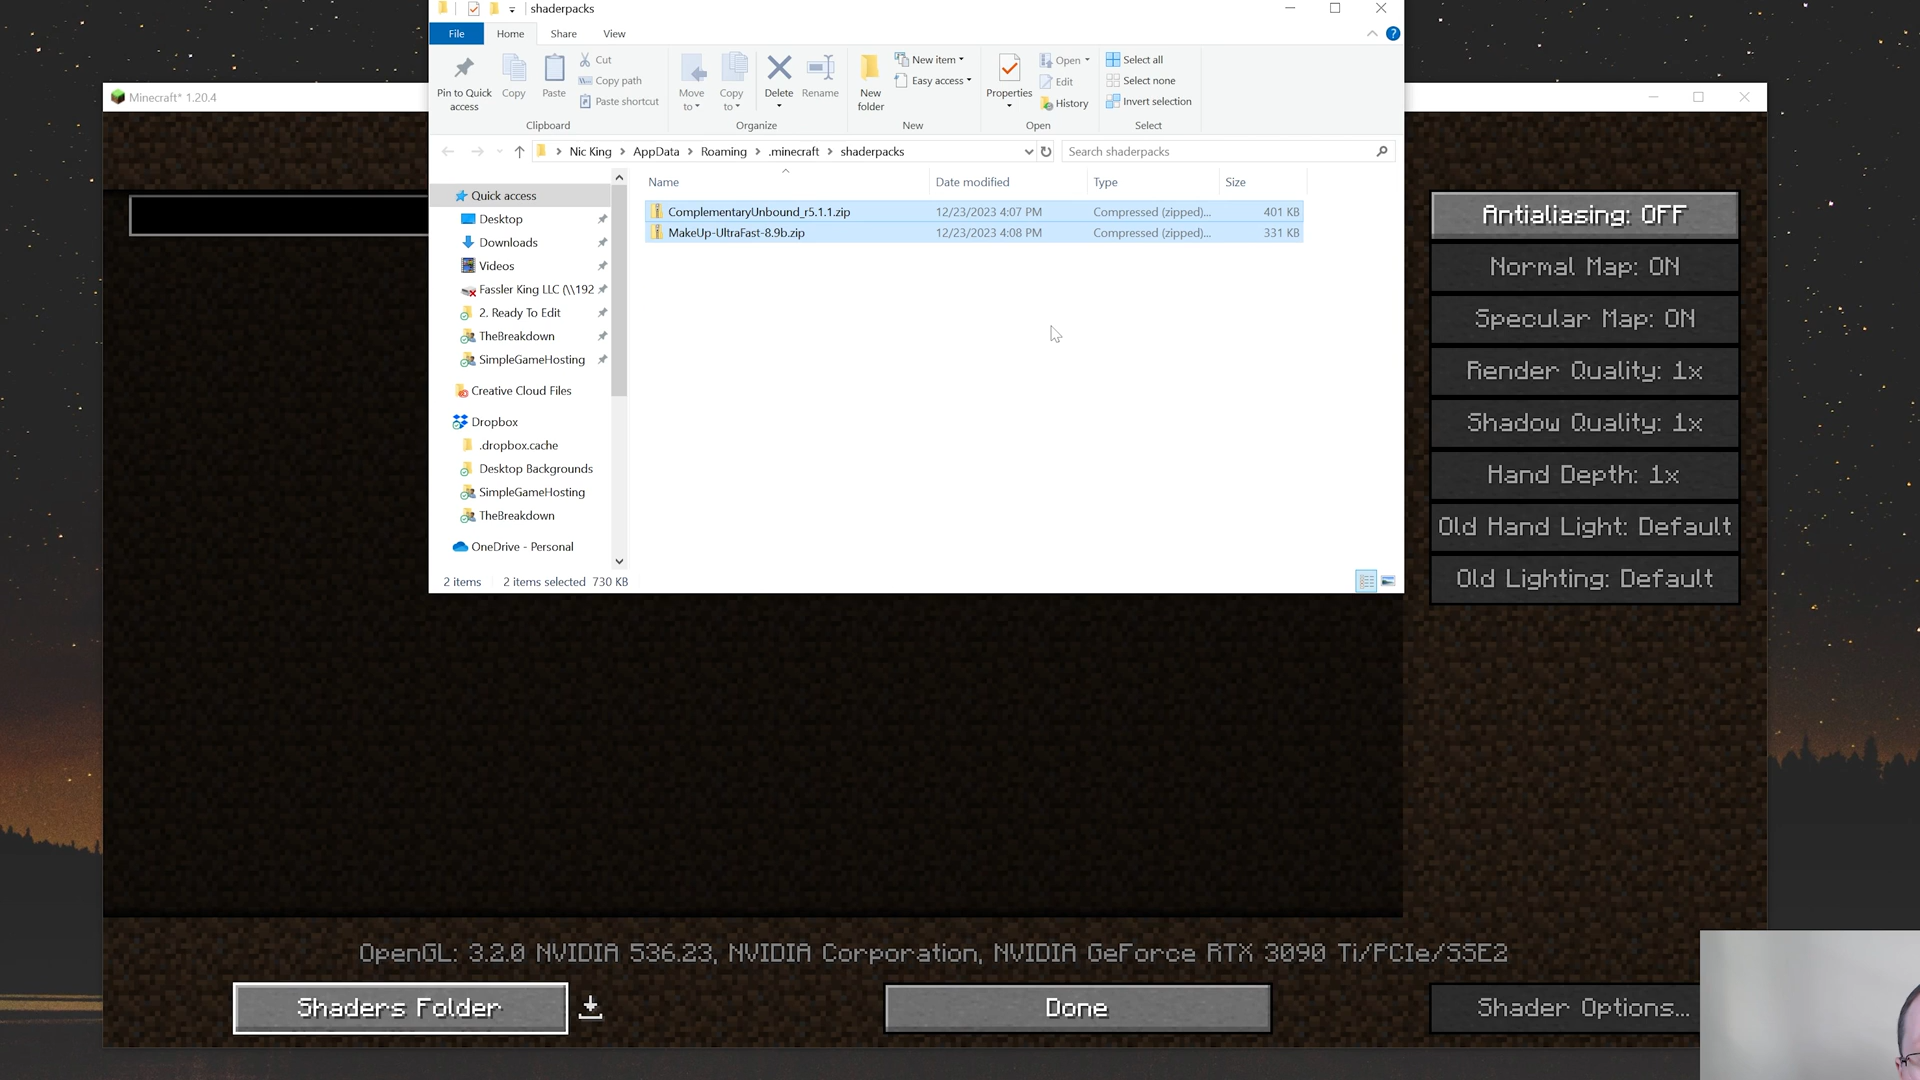 shaderpacks
File Home Share View
Pin to Quick access
Copy
Paste
Cut
Copy path
Paste shortcut
Clipboard
Move to
Copy to
Delete
Rename
Organize
New folder
New item
Easy access
New
Properties
Open
Edit
History
Open
Select all
Select none
Invert selection
Select
Minecraft* 1.20.4
Nic King > AppData > Roaming > .minecraft > shaderpacks
Search shaderpacks
Name Date modified Type Size
ComplementaryUnbound_r5.1.1.zip 12/23/2023 4:07 PM Compressed (zipped)... 401 KB
MakeUp-UltraFast-8.9b.zip 12/23/2023 4:08 PM Compressed (zipped)... 331 KB
Quick access
Desktop
Downloads
Videos
Fassler King LLC (\\192
2. Ready To Edit
TheBreakdown
SimpleGameHosting
Creative Cloud Files
Dropbox
.dropbox.cache
Desktop Backgrounds
SimpleGameHosting
TheBreakdown
OneDrive - Personal
2 items 2 items selected 730 KB
Antialiasing: OFF
Normal Map: ON
Specular Map: ON
Render Quality: 1x
Shadow Quality: 1x
Hand Depth: 1x
Old Hand Light: Default
Old Lighting: Default
OpenGL: 3.2.0 NVIDIA 536.23, NVIDIA Corporation, NVIDIA GeForce RTX 3090 Ti/PCIe/SSE2
Shaders Folder
Done
Shader Options...